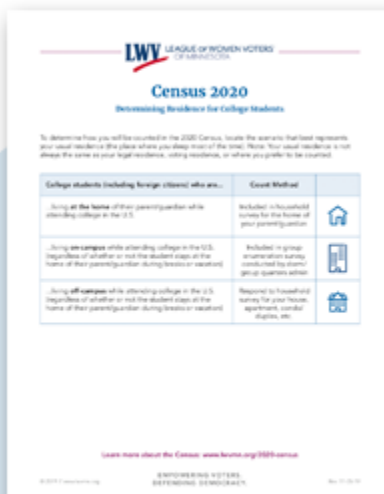 LWV LEAGUE OF WOMEN VOTERS®
OF MINNESOTA
Census 2020
Determining Residence for College Students
To determine how you will be counted in the 2020 Census, locate the scenario that best represents
your usual residence (the place where you sleep most of the time). Note: Your usual residence is not
always the same as your legal residence, voting residence, or where you prefer to be counted.
College students (including foreign citizens) who are... Count Method
...living at the home of their parent/guardian while
attending college in the U.S.
Included in household
survey for the home of
your parent/guardian
...living on-campus while attending college in the U.S.
(regardless of whether or not the student stays at the
home of their parent/guardian during breaks or vacation)
Included in group
enumeration survey
conducted by dorm/
group quarters admin
...living off-campus while attending college in the U.S.
(regardless of whether or not the student stays at the
home of their parent/guardian during breaks or vacation)
Respond to household
survey for your house,
apartment, condo/
duplex, etc
Learn more about the Census: www.lwvmn.org/2020-census
EMPOWERING VOTERS.
DEFENDING DEMOCRACY.